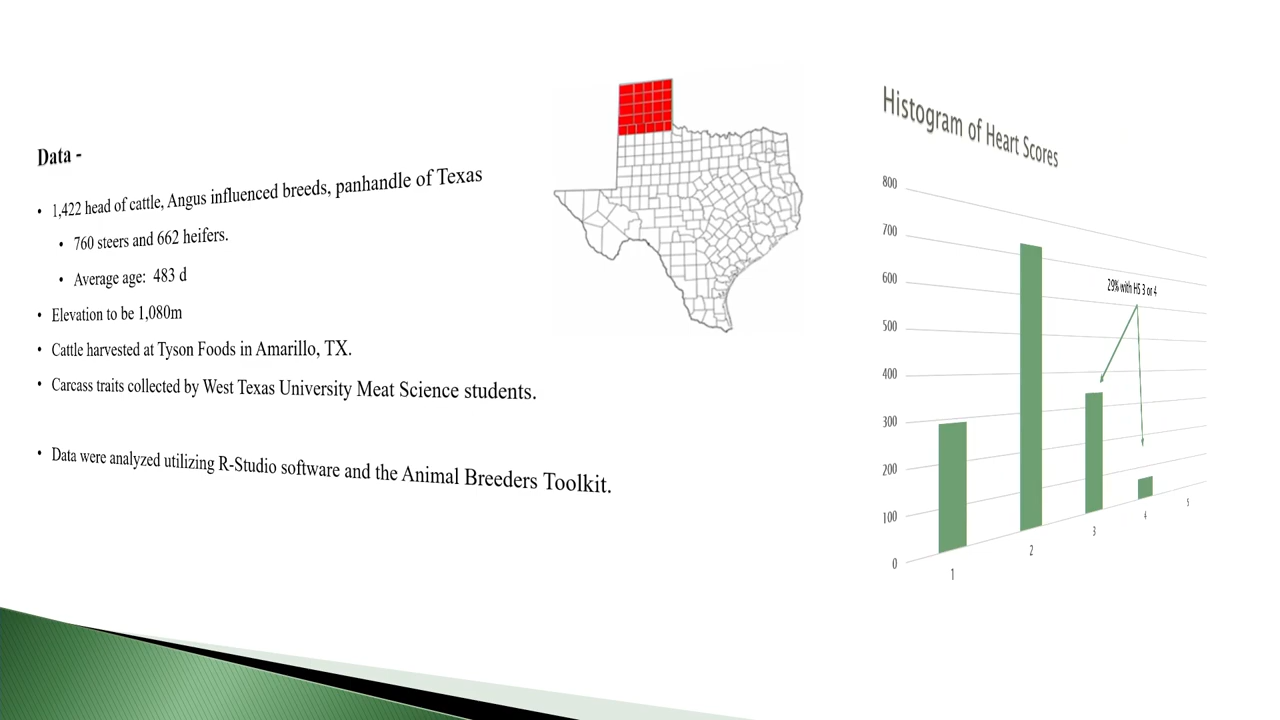 Data -
• 1,422 head of cattle, Angus influenced breeds, panhandle of Texas
• 760 steers and 662 heifers.
• Average age: 483 d
• Elevation to be 1,080m
• Cattle harvested at Tyson Foods in Amarillo, TX.
• Carcass traits collected by West Texas University Meat Science students.
• Data were analyzed utilizing R-Studio software and the Animal Breeders Toolkit.
Histogram of Heart Scores
800
700
600
500
400
300
200
100
0
29% with HS 3 or 4
1
2
3
4
5